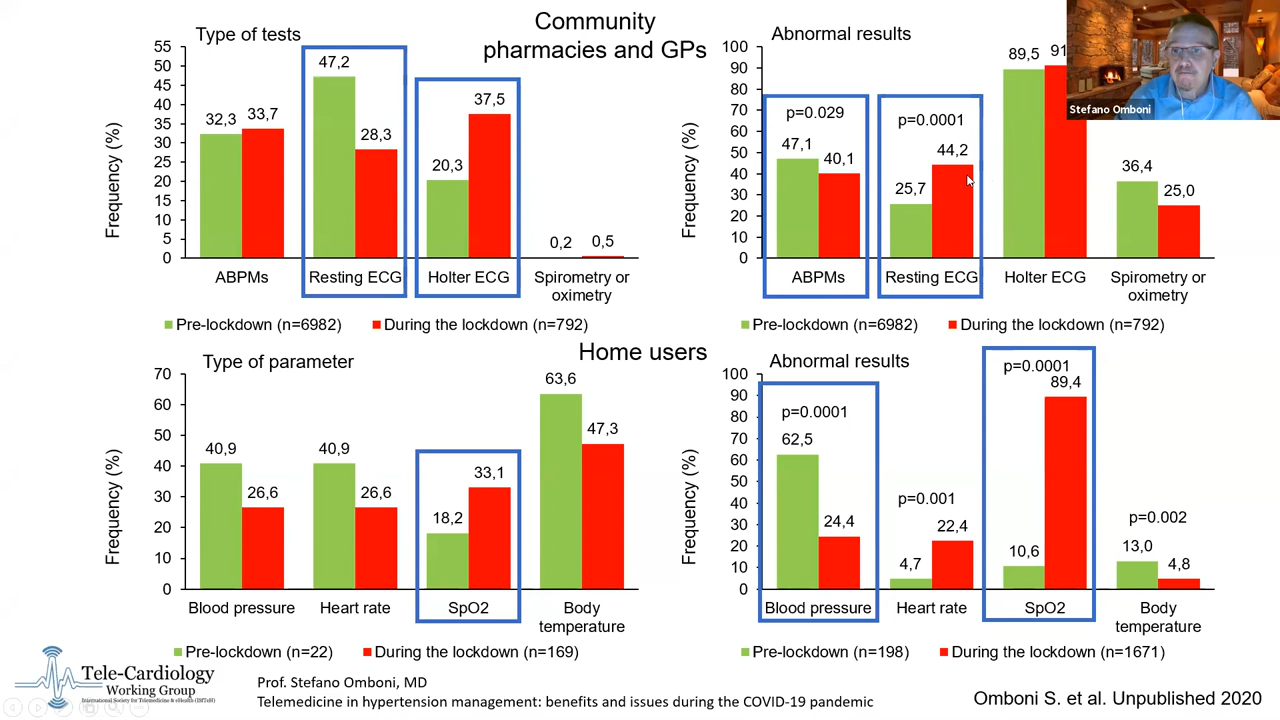 Community
pharmacies and GPs
Type of tests
Frequency (%)
55
50
45
40
35
30
25
20
15
10
5
0
32,3
33,7
47,2
28,3
20,3
37,5
0,2
0,5
ABPMs
Resting ECG
Holter ECG
Spirometry or
oximetry
Pre-lockdown (n=6982)
During the lockdown (n=792)
Abnormal results
Frequency (%)
100
90
80
70
60
50
40
30
20
10
0
p=0.029
47,1
40,1
p=0.0001
25,7
44,2
89,5
91
36,4
25,0
ABPMs
Resting ECG
Holter ECG
Spirometry or
oximetry
Pre-lockdown (n=6982)
During the lockdown (n=792)
Stefano Omboni
Home users
Type of parameter
Frequency (%)
70
60
50
40
30
20
10
0
40,9
26,6
40,9
26,6
18,2
33,1
63,6
47,3
Blood pressure
Heart rate
SpO2
Body
temperature
Pre-lockdown (n=22)
During the lockdown (n=169)
Abnormal results
Frequency (%)
100
90
80
70
60
50
40
30
20
10
0
p=0.0001
62,5
24,4
p=0.001
4,7
22,4
p=0.0001
10,6
89,4
p=0.002
13,0
4,8
Blood pressure
Heart rate
SpO2
Body
temperature
Pre-lockdown (n=198)
During the lockdown (n=1671)
Tele-Cardiology
Working Group
International Society for Telemedicine & eHealth (ISfTeH)
Prof. Stefano Omboni, MD
Telemedicine in hypertension management: benefits and issues during the COVID-19 pandemic
Omboni S. et al. Unpublished 2020